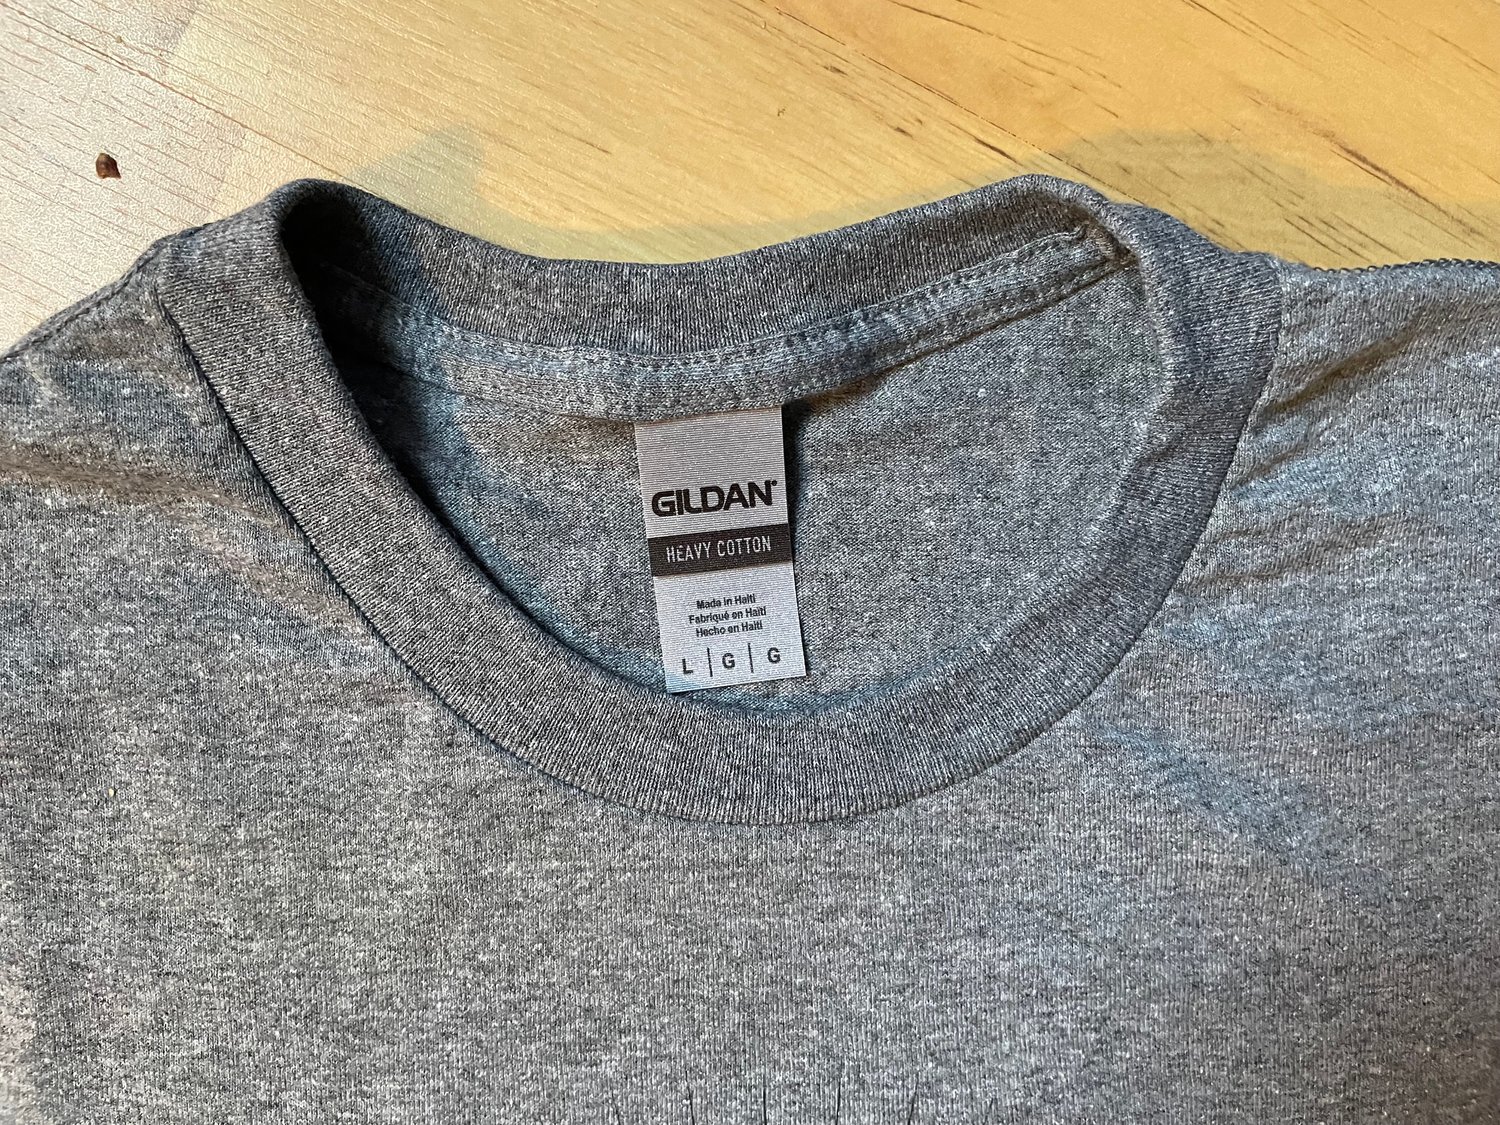 GILDAN®
HEAVY COTTON
Made in Haiti
Fabriqué en Haïti
Hecho en Haití
L | G | G